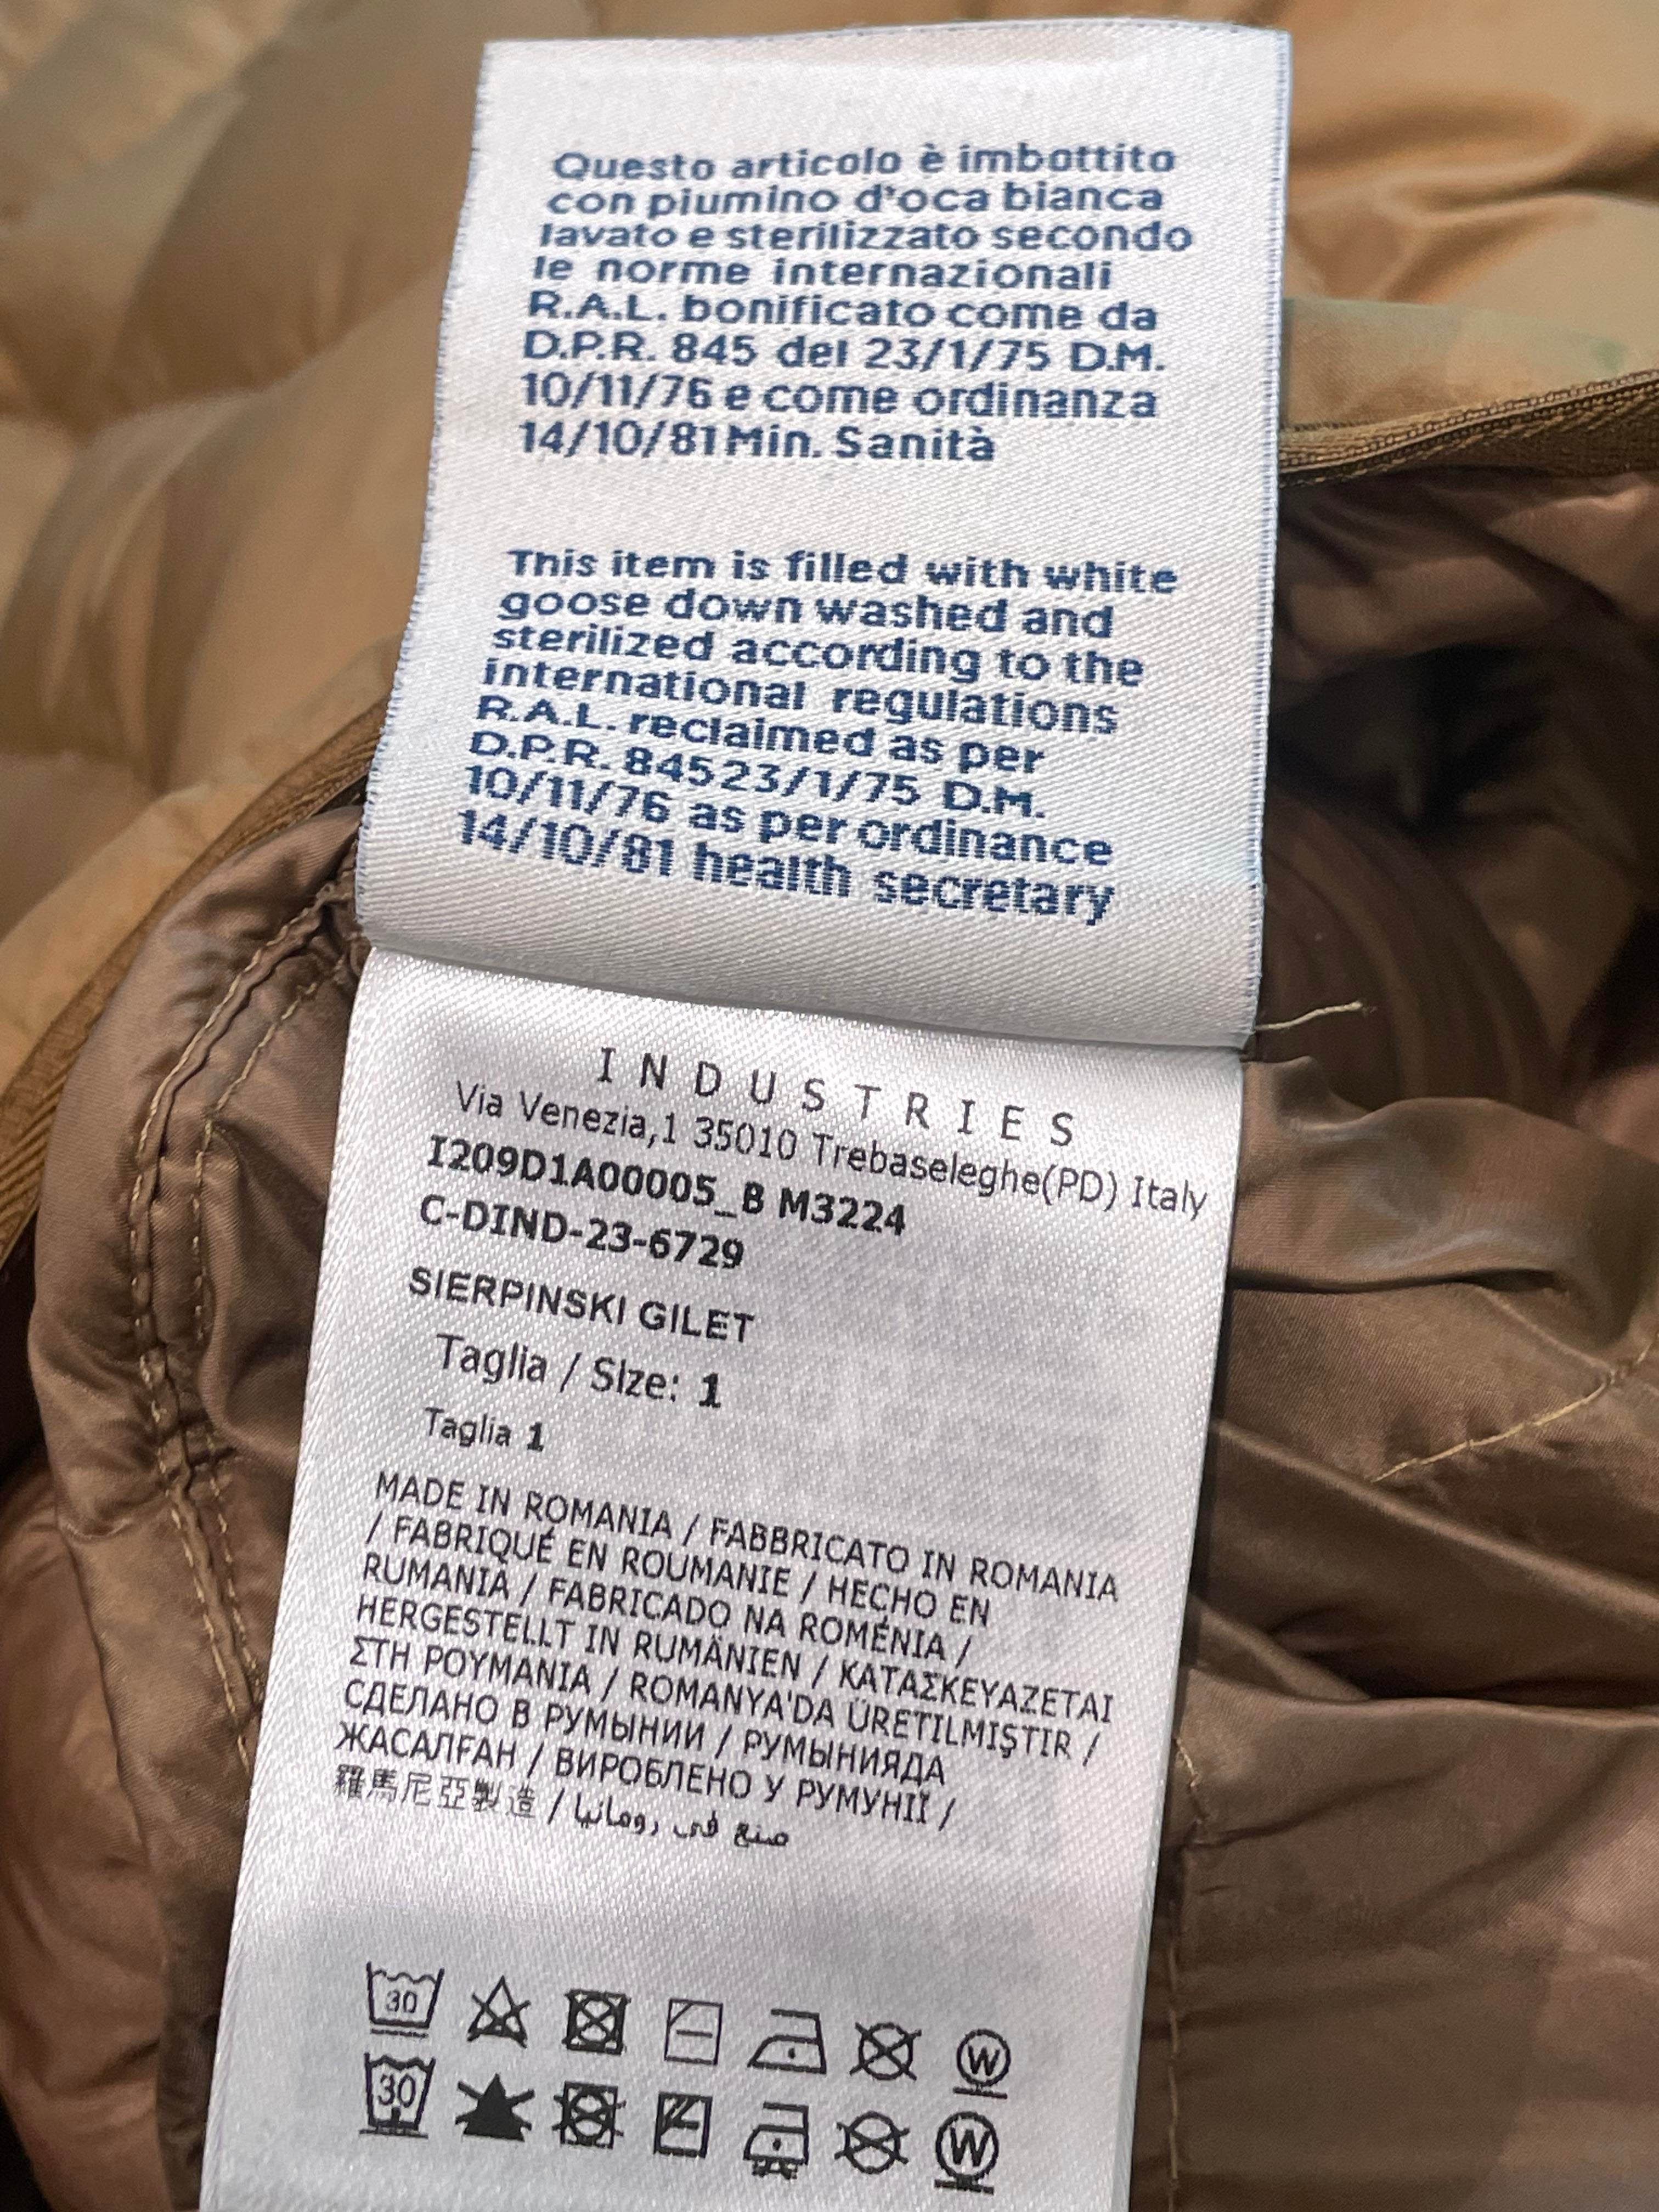 Questo articolo è imbottito
con piumino d'oca bianca
lavato e sterilizzato secondo
le norme internazionali
R.A.L. bonificato come da
D.P.R. 845 del 23/1/75 D.M.
10/11/76 e come ordinanza
14/10/81 Min. Sanità
This item is filled with white
goose down washed and
sterilized according to the
international regulations
R.A.L. reclaimed as per
D.P.R. 845 23/1/75 D.M.
10/11/76 as per ordinance
14/10/81 health secretary
INDUSTRIES
Via Venezia,1 35010 Trebaseleghe(PD) Italy
I209D1A00005_B M3224
C-DIND-23-6729
SIERPINSKI GILET
Taglia / Size: 1
Taglia 1
MADE IN ROMANIA / FABBRICATO IN ROMANIA
/ FABRIQUÉ EN ROUMANIE / HECHO EN
RUMANIA / FABRICADO NA ROMÉNIA /
HERGESTELLT IN RUMÄNIEN / ΚΑΤΑΣΚΕΥΑΖΕΤΑΙ
ΣΤΗ ΡΟΥΜΑΝΙΑ / ROMANYA'DA ÜRETILMIŞTIR /
СДЕЛАНО В РУМЫНИИ / РУМЫНИЯДА
ЖАСАЛҒАН / ВИРОБЛЕНО У РУМУНІЇ /
羅馬尼亞製造 / صنع في رومانيا
30 W
30 W